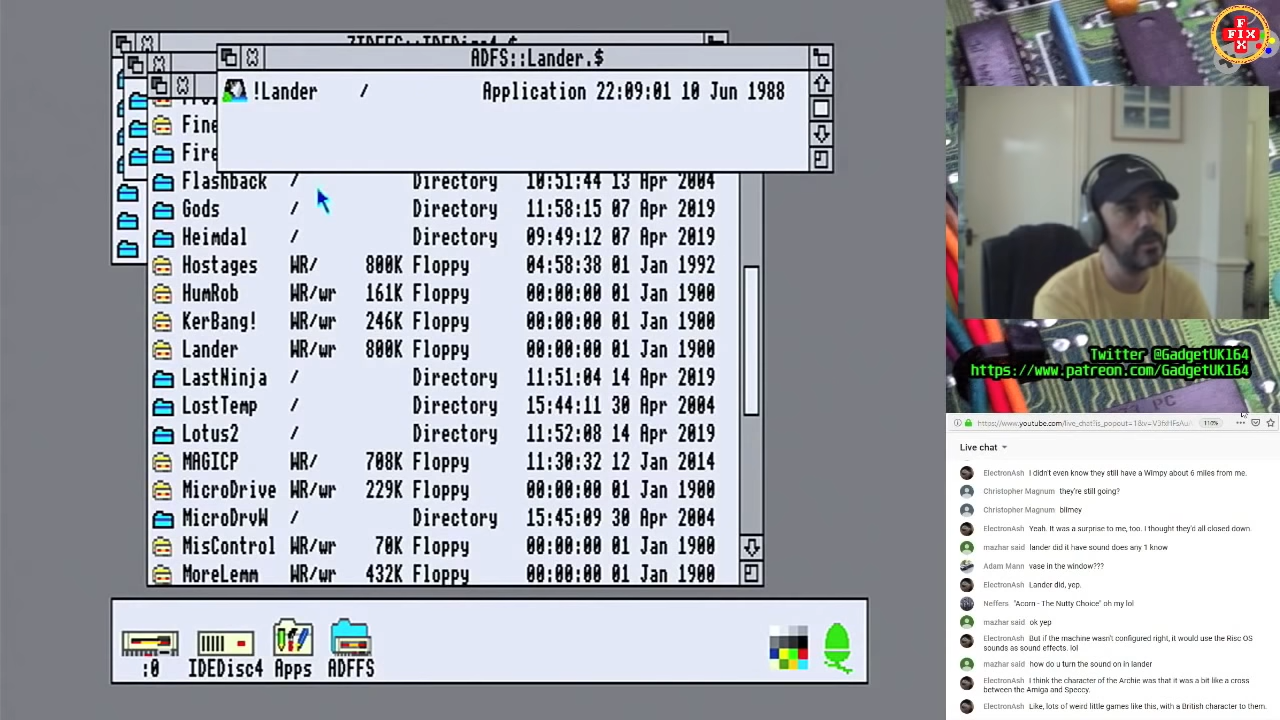 ADFS::Lander.$
!Lander / Application 22:09:01 10 Jun 1988
Fine
Fire
Flashback / Directory 10:51:44 13 Apr 2004
Gods / Directory 11:58:15 07 Apr 2019
Heimdal / Directory 09:49:12 07 Apr 2019
Hostages WR/ 800K Floppy 04:58:38 01 Jan 1992
HumRob WR/wr 161K Floppy 00:00:00 01 Jan 1900
KerBang! WR/wr 246K Floppy 00:00:00 01 Jan 1900
Lander WR/wr 800K Floppy 00:00:00 01 Jan 1900
LastNinja / Directory 11:51:04 14 Apr 2019
LostTemp / Directory 15:44:11 30 Apr 2004
Lotus2 / Directory 11:52:08 14 Apr 2019
MAGICP WR/ 708K Floppy 11:30:32 12 Jan 2014
MicroDrive WR/wr 229K Floppy 00:00:00 01 Jan 1900
MicroDrvW / Directory 15:45:09 30 Apr 2004
MisControl WR/wr 70K Floppy 00:00:00 01 Jan 1900
MoreLemm WR/wr 432K Floppy 00:00:00 01 Jan 1900
:0 IDEDisc4 Apps ADFFS
FIX
Twitter @GadgetUK164
https://www.patreon.com/GadgetUK164
110%
Live chat
ElectronAsh I didn't even know they still have a Wimpy about 6 miles from me.
Christopher Magnum they're still going?
Christopher Magnum blimey
ElectronAsh Yeah. It was a surprise to me, too. I thought they'd all closed down.
mazhar said lander did it have sound does any 1 know
Adam Mann vase in the window???
ElectronAsh Lander did, yep.
Neffers "Acorn - The Nutty Choice" oh my lol
mazhar said ok yep
ElectronAsh But if the machine wasn't configured right, it would use the Risc OS
sounds as sound effects. lol
mazhar said how do u turn the sound on in lander
ElectronAsh I think the character of the Archie was that it was a bit like a cross
between the Amiga and Speccy.
ElectronAsh Like, lots of weird little games like this, with a British character to them.